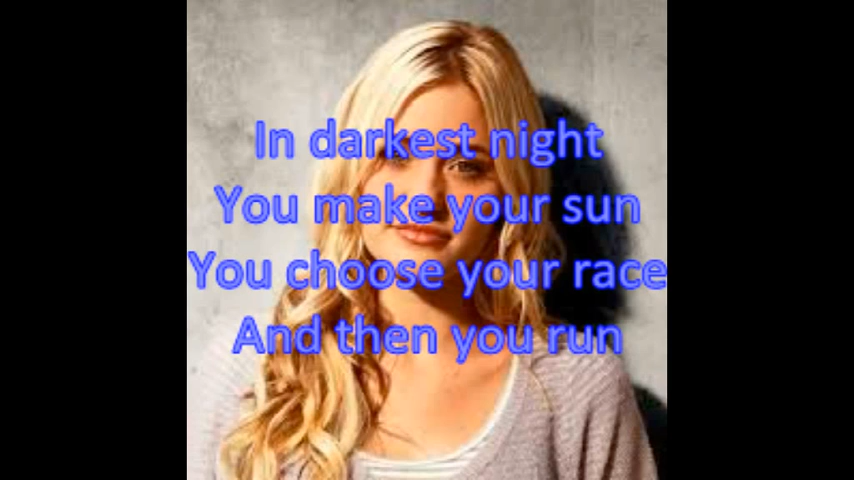 In darkest night
You make your sun
You choose your race
And then you run